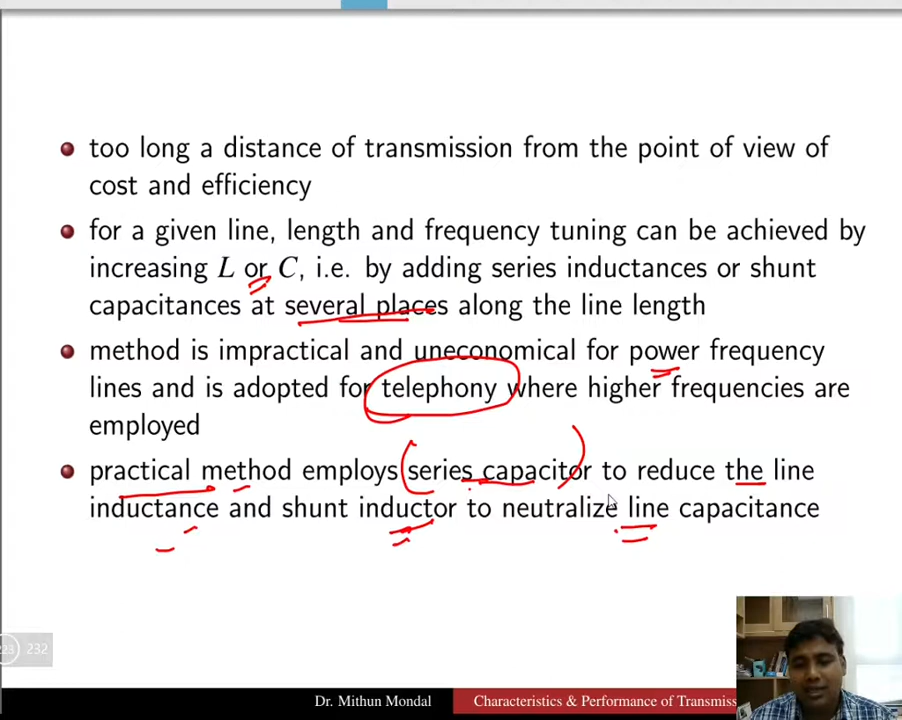 too long a distance of transmission from the point of view of
cost and efficiency
for a given line, length and frequency tuning can be achieved by
increasing L or C, i.e. by adding series inductances or shunt
capacitances at several places along the line length
method is impractical and uneconomical for power frequency
lines and is adopted for telephony where higher frequencies are
employed
practical method employs series capacitor to reduce the line
inductance and shunt inductor to neutralize line capacitance
223 232
Dr. Mithun Mondal
Characteristics & Performance of Transmiss